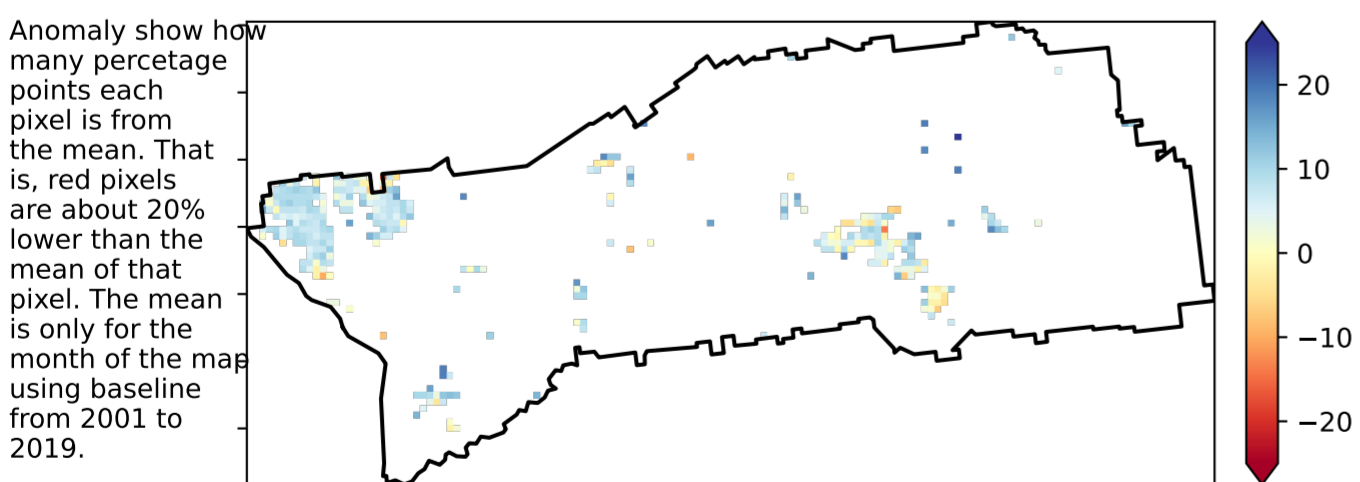 Anomaly show how
many percetage
points each
pixel is from
the mean. That
is, red pixels
are about 20%
lower than the
mean of that
pixel. The mean
is only for the
month of the map
using baseline
from 2001 to
2019.
20
10
0
−10
−20